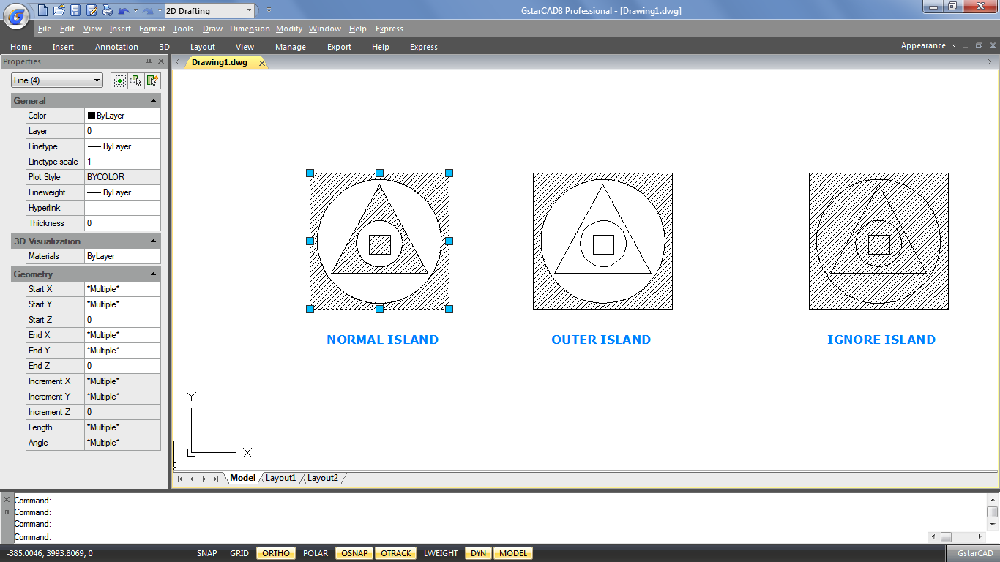 2D Drafting
GstarCAD8 Professional - [Drawing1.dwg]
File Edit View Insert Format Tools Draw Dimension Modify Window Help Express
Home Insert Annotation 3D Layout View Manage Export Help Express Appearance
Properties
Drawing1.dwg
Line (4)
General
Color ByLayer
Layer 0
Linetype ByLayer
Linetype scale 1
Plot Style BYCOLOR
Lineweight ByLayer
Hyperlink
Thickness 0
3D Visualization
Materials ByLayer
Geometry
Start X *Multiple*
Start Y *Multiple*
Start Z 0
End X *Multiple*
End Y *Multiple*
End Z 0
Increment X *Multiple*
Increment Y *Multiple*
Increment Z 0
Length *Multiple*
Angle *Multiple*
NORMAL ISLAND
OUTER ISLAND
IGNORE ISLAND
Y
X
Model Layout1 Layout2
Command:
Command:
Command:
Command:
-385.0046, 3993.8069, 0 SNAP GRID ORTHO POLAR OSNAP OTRACK LWEIGHT DYN MODEL GstarCAD